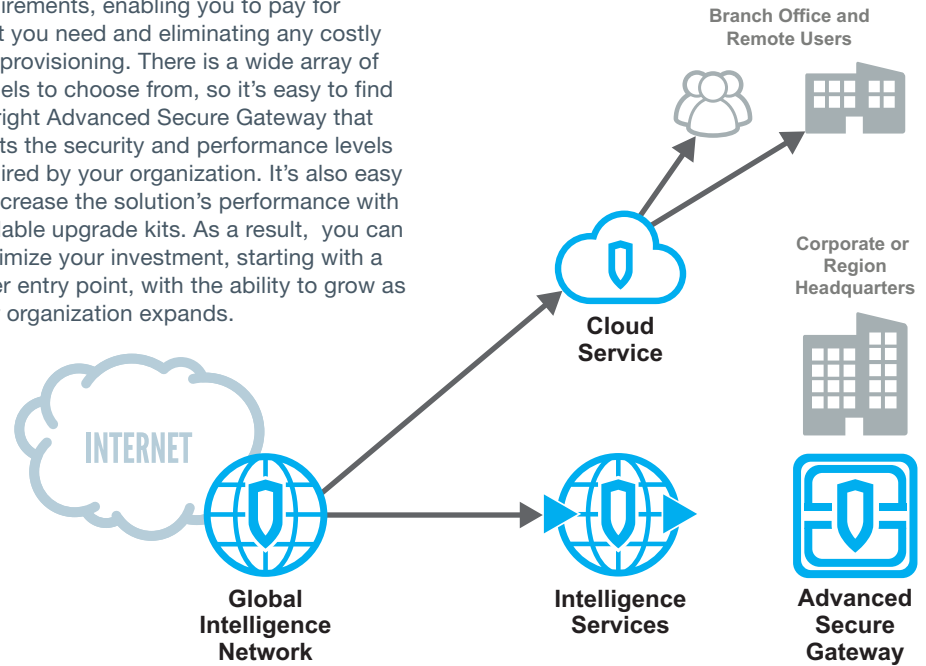 irements, enabling you to pay for
t you need and eliminating any costly
provisioning. There is a wide array of
els to choose from, so it's easy to find
right Advanced Secure Gateway that
ts the security and performance levels
ired by your organization. It's also easy
crease the solution's performance with
lable upgrade kits. As a result, you can
imize your investment, starting with a
er entry point, with the ability to grow as
organization expands.
Branch Office and
Remote Users
Cloud
Service
Corporate or
Region
Headquarters
INTERNET
Global
Intelligence
Network
Intelligence
Services
Advanced
Secure
Gateway